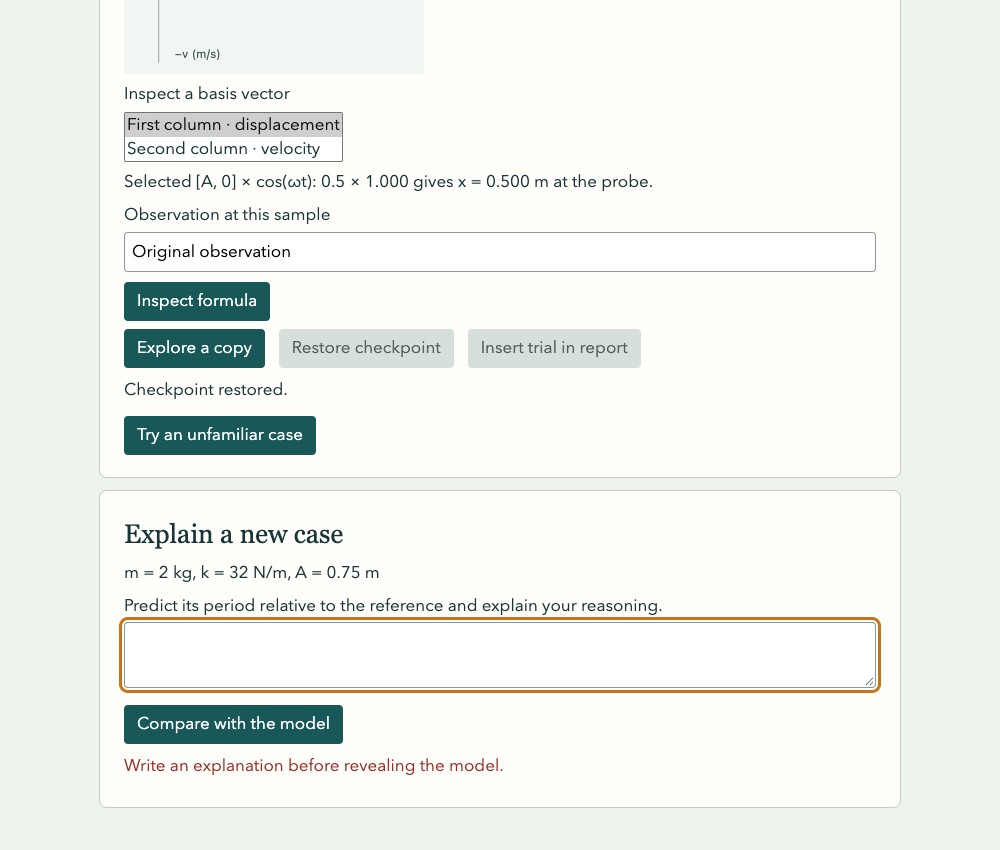 −v (m/s)
Inspect a basis vector
First column · displacement
Second column · velocity
Selected [A, 0] × cos(ωt): 0.5 × 1.000 gives x = 0.500 m at the probe.
Observation at this sample
Original observation
Inspect formula
Explore a copy Restore checkpoint Insert trial in report
Checkpoint restored.
Try an unfamiliar case
Explain a new case
m = 2 kg, k = 32 N/m, A = 0.75 m
Predict its period relative to the reference and explain your reasoning.
Compare with the model
Write an explanation before revealing the model.